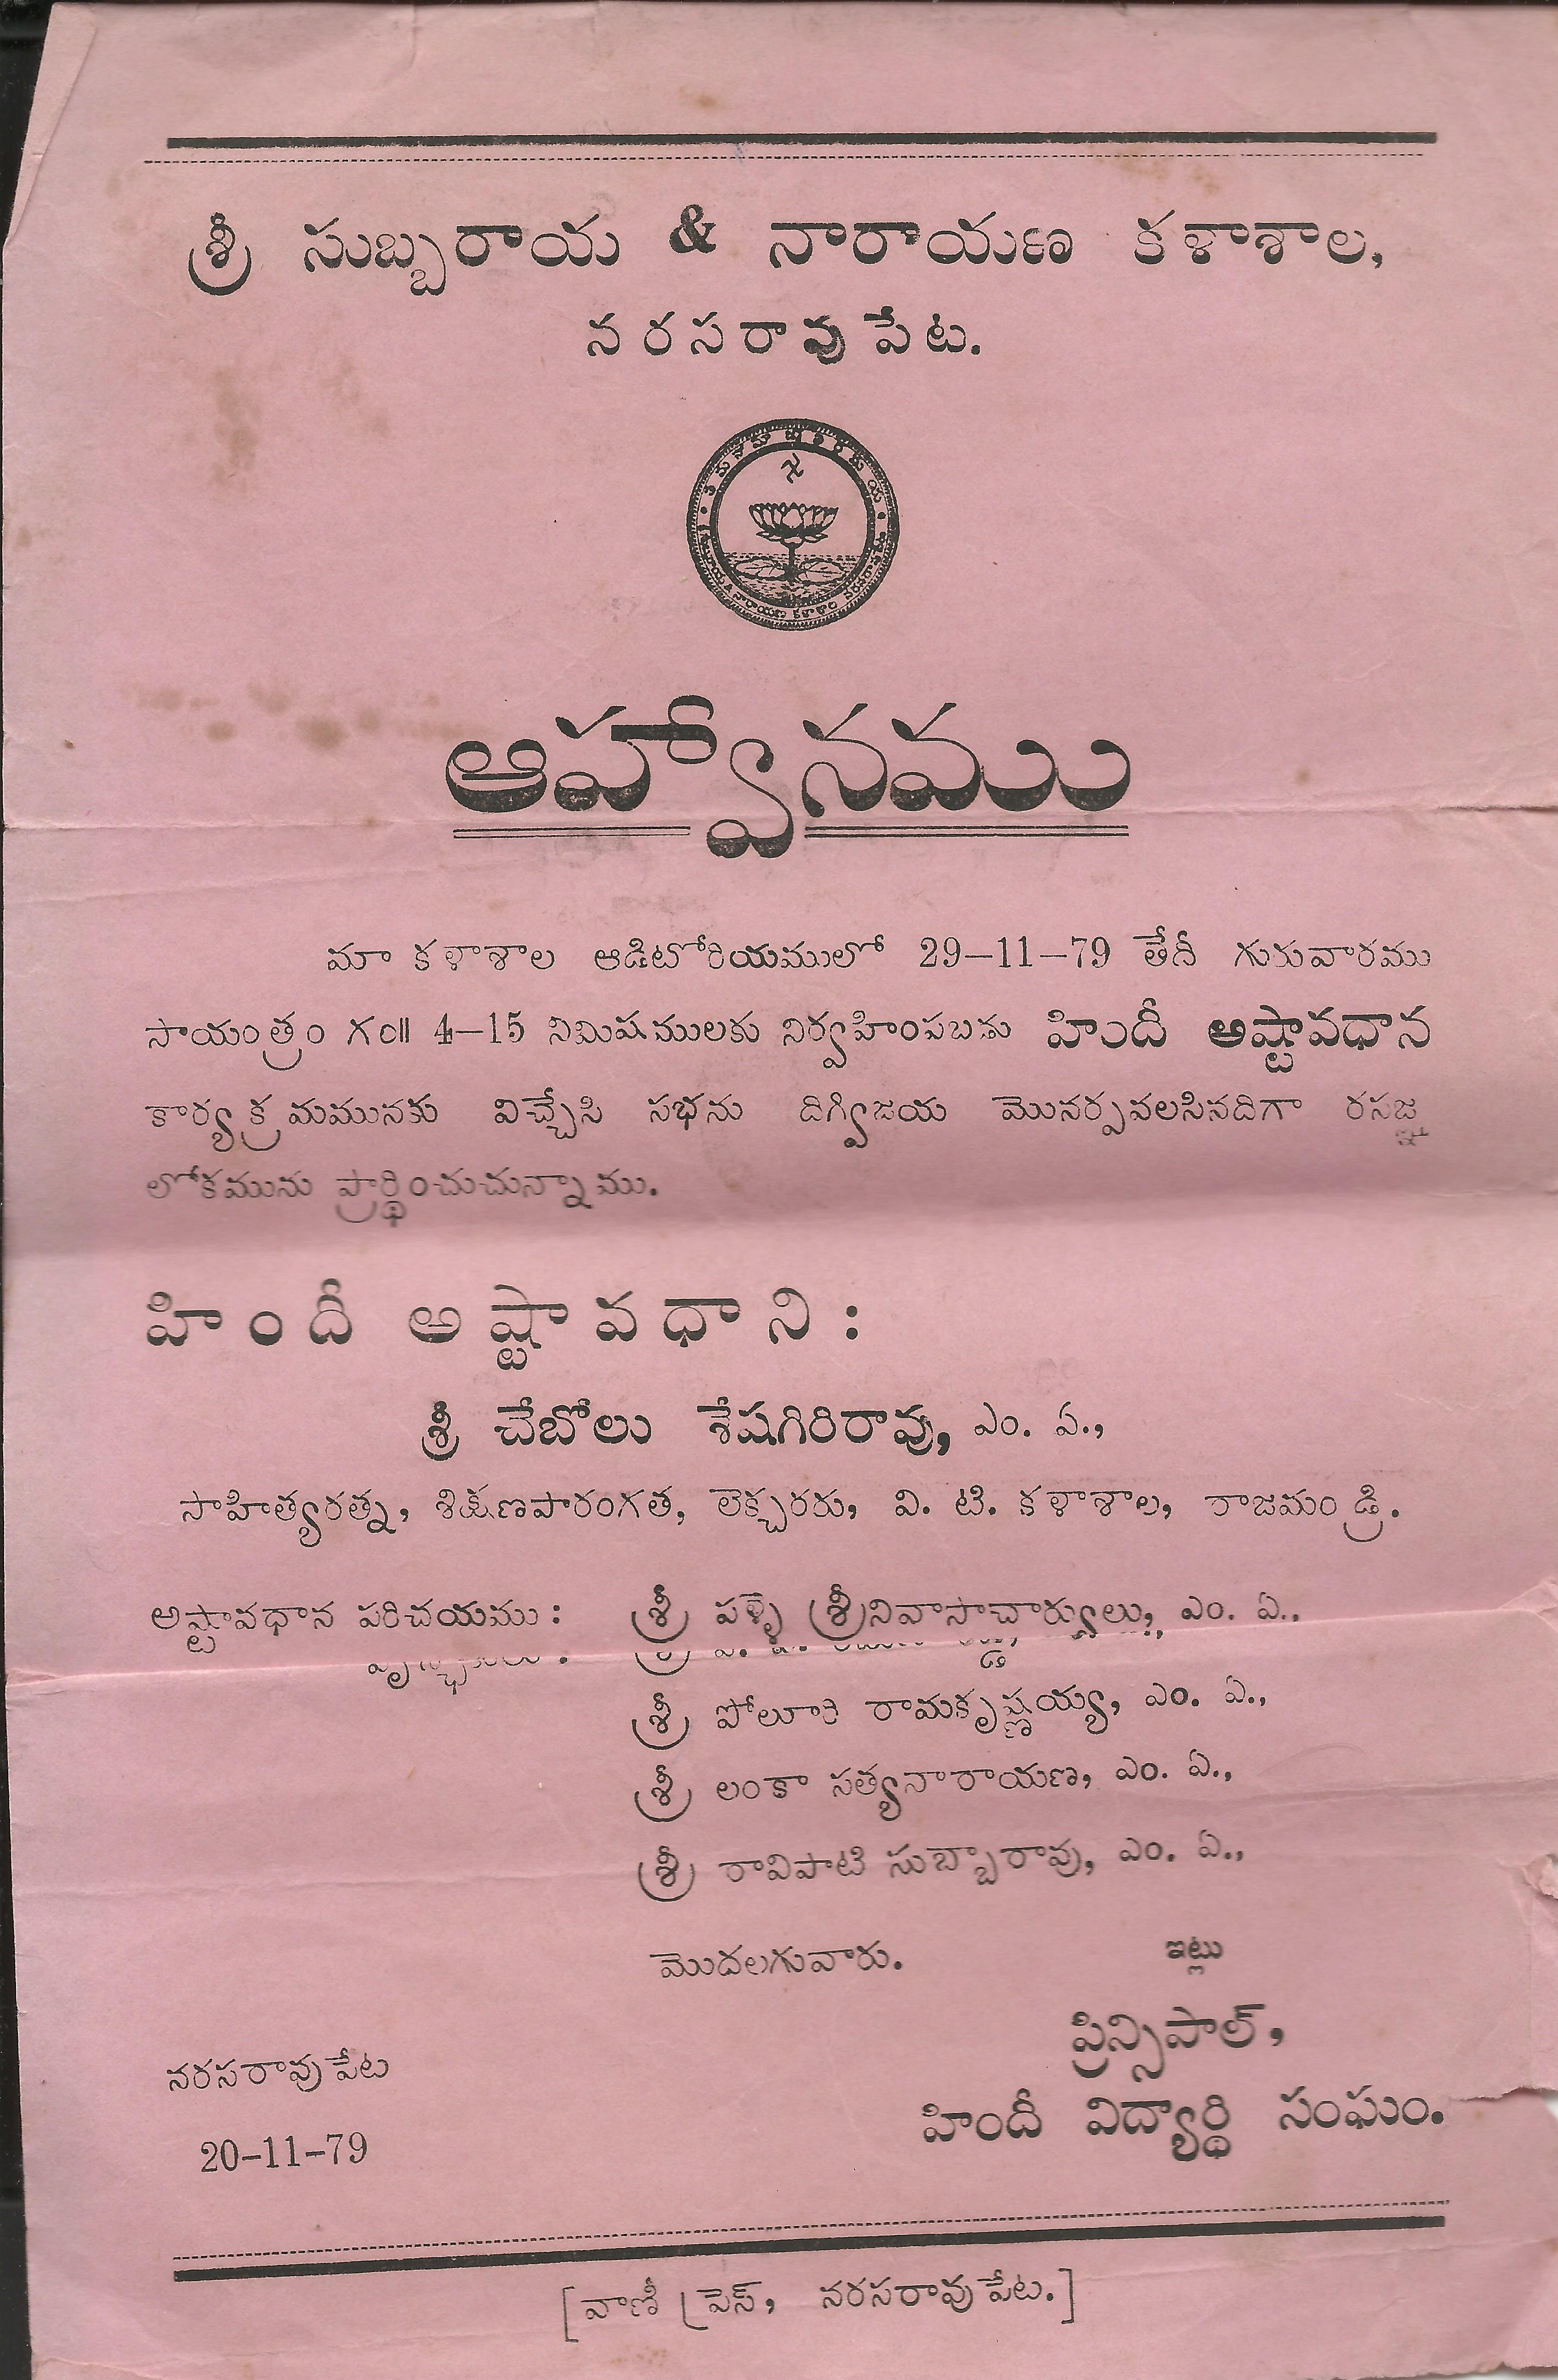 శ్రీ సుబ్బరాయ & నారాయణ కళాశాల,
నరసరావుపేట.
ఆహ్వానము
మా కళాశాల ఆడిటోరియములో 29-11-79 తేదీ గురువారము
సాయంత్రం గం॥ 4-15 నిమిషములకు నిర్వహింపబడు హిందీ అష్టావధాన
కార్యక్రమమునకు విచ్చేసి సభను దిగ్విజయ మొనర్పవలసినదిగా రసజ్ఞ
లోకమును ప్రార్థించుచున్నాము.
హిందీ అష్టావధాని :
శ్రీ చేబోలు శేషగిరిరావు, ఎం. ఏ.,
సాహిత్యరత్న, శిక్షణపారంగత, లెక్చరరు, వి. టి. కళాశాల, రాజమండ్రి.
అష్టావధాన పరిచయము : శ్రీ పళ్ళె శ్రీనివాసాచార్యులు, ఎం. ఏ.,
పృచ్ఛకులు : శ్రీ
శ్రీ పోలూరి రామకృష్ణయ్య, ఎం. ఏ.,
శ్రీ లంకా సత్యనారాయణ, ఎం. ఏ.,
శ్రీ రావిపాటి సుబ్బారావు, ఎం. ఏ.,
మొదలగువారు.
ఇట్లు
ప్రిన్సిపాల్,
హిందీ విద్యార్థి సంఘం.
నరసరావుపేట
20-11-79
[వాణీ ప్రెస్, నరసరావుపేట.]